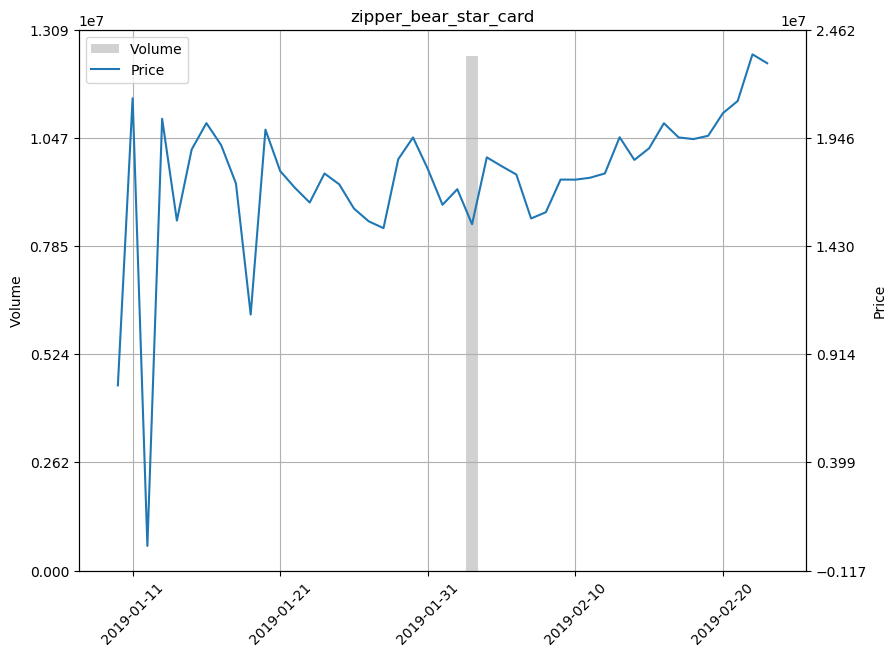 zipper_bear_star_card
1e7
1e7
Volume
Price
1.309
1.047
0.785
0.524
0.262
0.000
Volume
2.462
1.946
1.430
0.914
0.399
−0.117
Price
2019-01-11
2019-01-21
2019-01-31
2019-02-10
2019-02-20